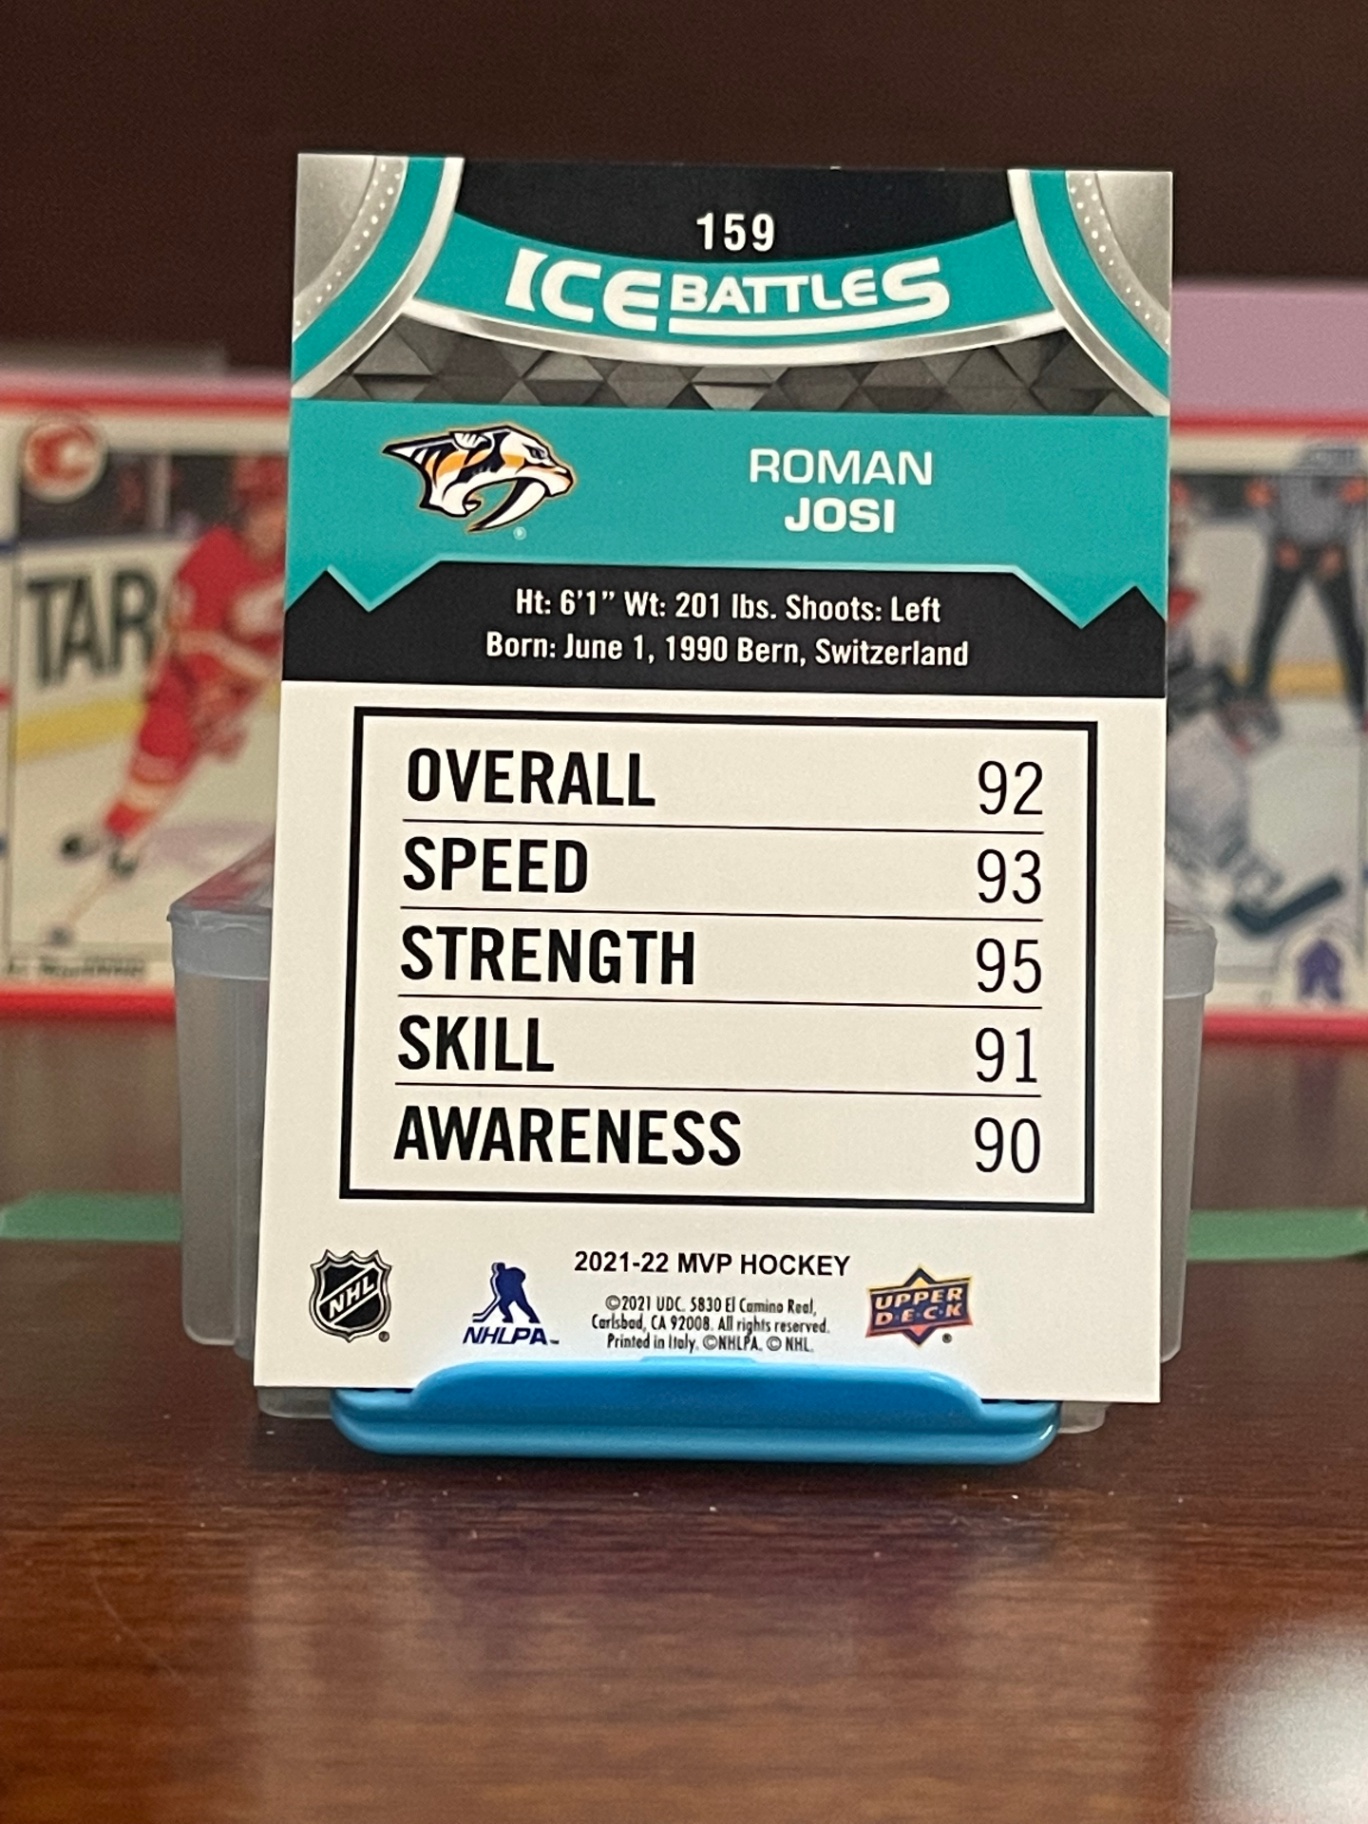 159
ICE BATTLES
ROMAN
JOSI
Ht: 6'1" Wt: 201 lbs. Shoots: Left
Born: June 1, 1990 Bern, Switzerland
OVERALL 92
SPEED 93
STRENGTH 95
SKILL 91
AWARENESS 90
2021-22 MVP HOCKEY
©2021 UDC. 5830 El Camino Real,
Carlsbad, CA 92008. All rights reserved.
Printed in Italy. ©NHLPA. © NHL.
NHL
NHLPA
UPPER
D·E·C·K
TAR